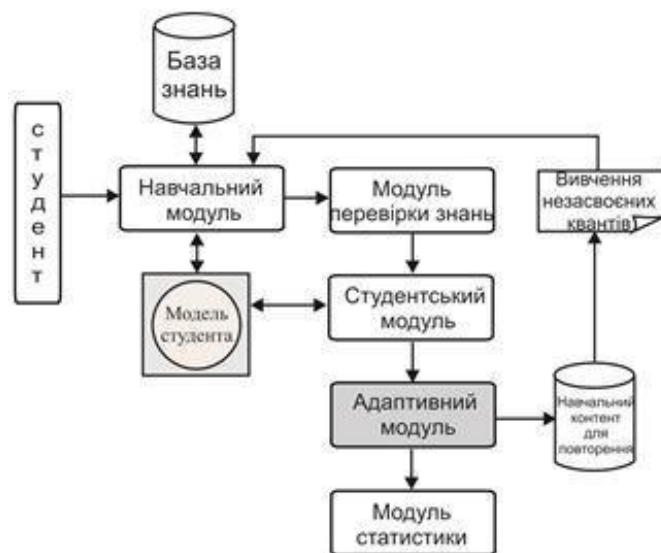 База
знань
студент
Навчальний
модуль
Модуль
перевірки знань
Вивчення
незасвоєних
квантів
Модель
студента
Студентський
модуль
Адаптивний
модуль
Навчальний
контент
для
повторення
Модуль
статистики